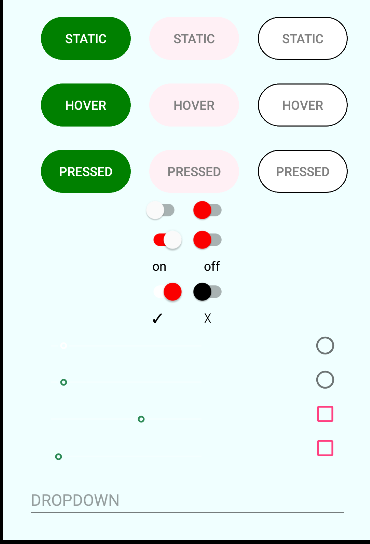 STATIC STATIC STATIC
HOVER HOVER HOVER
PRESSED PRESSED PRESSED
on off
✓ X
DROPDOWN